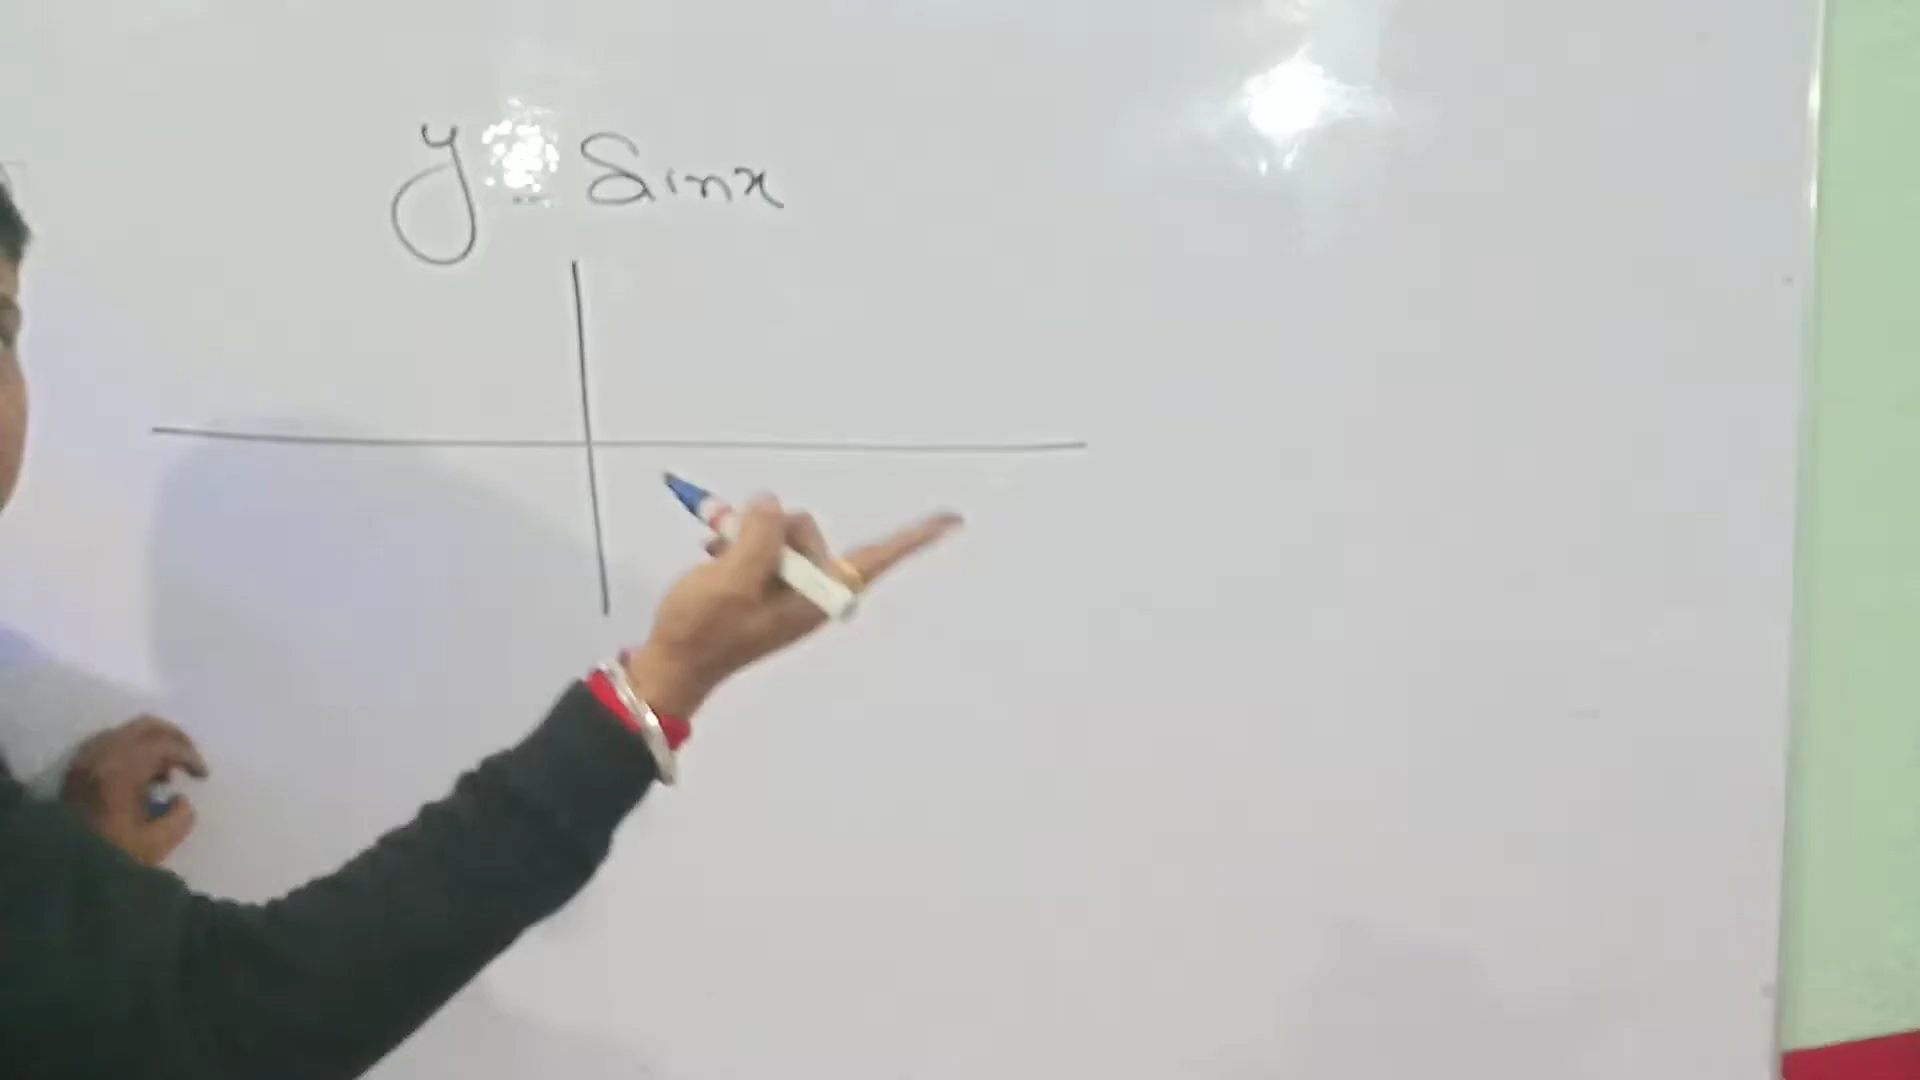 y = Sinx